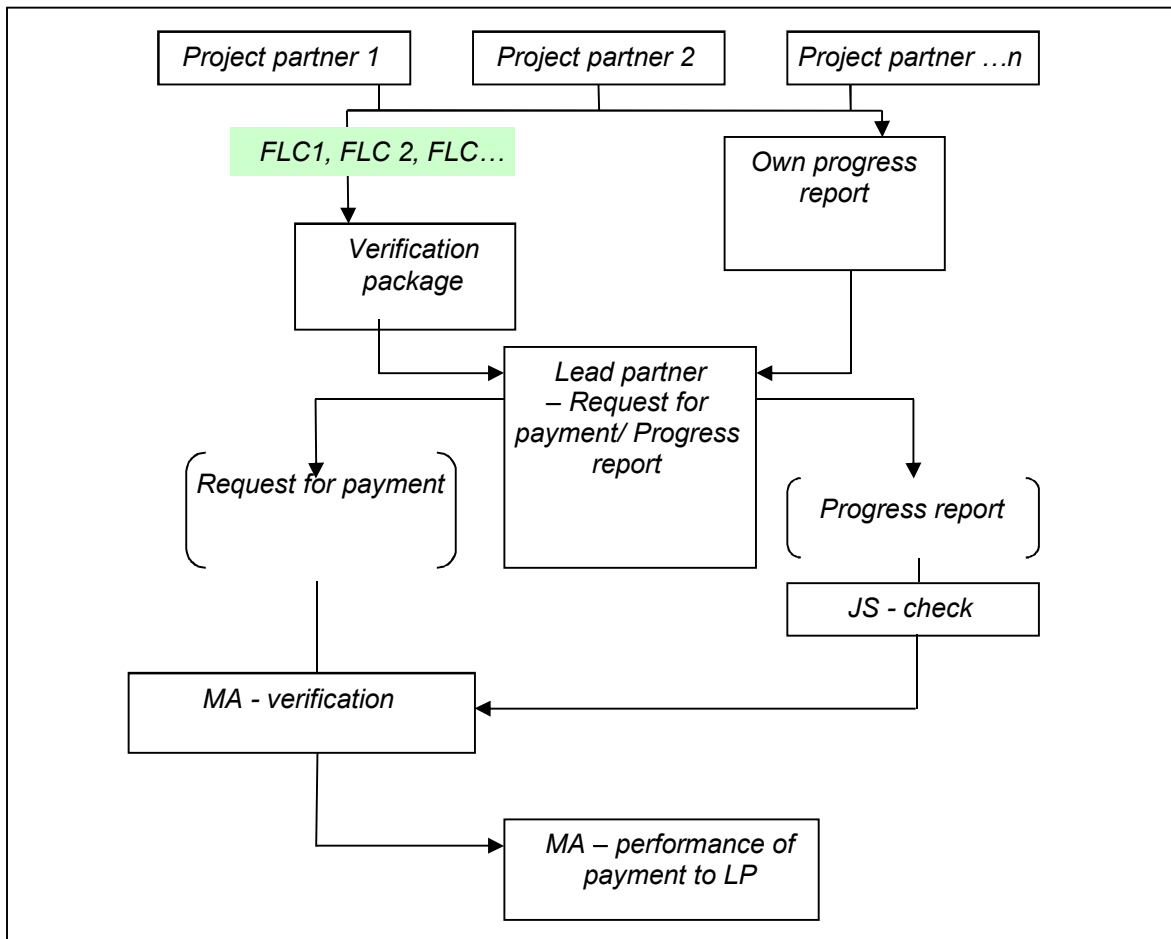 Project partner 1
Project partner 2
Project partner …n
FLC1, FLC 2, FLC…
Own progress
report
Verification
package
Lead partner
– Request for
payment/ Progress
report
Request for payment
Progress report
JS - check
MA - verification
MA – performance of
payment to LP